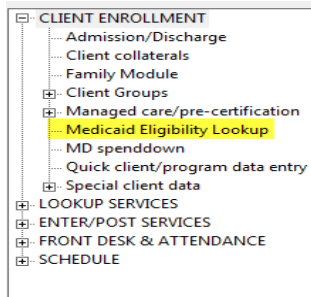 CLIENT ENROLLMENT
Admission/Discharge
Client collaterals
Family Module
Client Groups
Managed care/pre-certification
Medicaid Eligibility Lookup
MD spenddown
Quick client/program data entry
Special client data
LOOKUP SERVICES
ENTER/POST SERVICES
FRONT DESK & ATTENDANCE
SCHEDULE